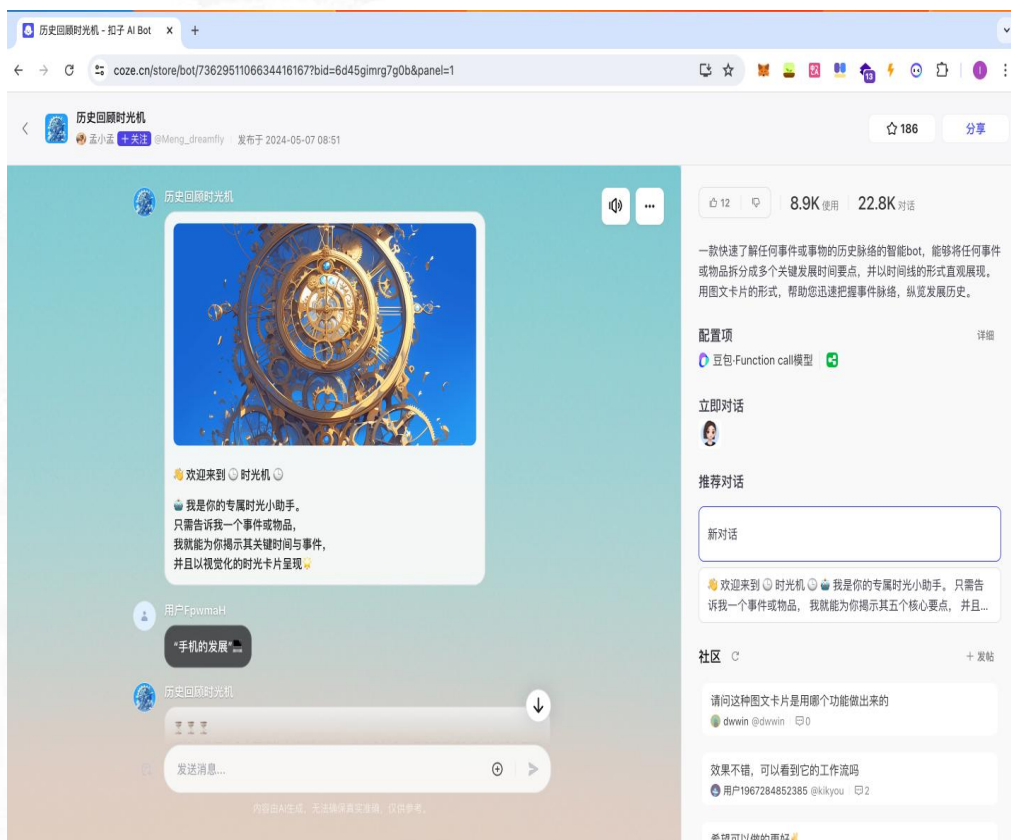 历史回顾时光机 - 扣子 AI Bot
coze.cn/store/bot/7362951106634416167?bid=6d45gimrg7g0b&panel=1
13
历史回顾时光机
孟小孟 +关注 @Meng_dreamfly 发布于 2024-05-07 08:51
186
分享
历史回顾时光机
👋 欢迎来到 🕒 时光机 🕒
🤖 我是你的专属时光小助手。
只需告诉我一个事件或物品，
我就能为你揭示其关键时间与事件，
并且以视觉化的时光卡片呈现🌟
用户FpwmaH
“手机的发展”
历史回顾时光机
⏳⏳⏳
发送消息...
内容由AI生成，无法确保真实准确，仅供参考。
12
8.9K 使用 22.8K 对话
一款快速了解任何事件或事物的历史脉络的智能bot，能够将任何事件
或物品拆分成多个关键发展时间要点，并以时间线的形式直观展现。
用图文卡片的形式，帮助您迅速把握事件脉络，纵览发展历史。
配置项 详细
豆包·Function call模型
立即对话
推荐对话
新对话
👋 欢迎来到 🕒 时光机 🕒 🤖 我是你的专属时光小助手。 只需告
诉我一个事件或物品， 我就能为你揭示其五个核心要点， 并且...
社区 + 发帖
请问这种图文卡片是用哪个功能做出来的
dwwin @dwwin 0
效果不错，可以看到它的工作流吗
用户1967284852385 @kikyou 2
希望可以做的更好